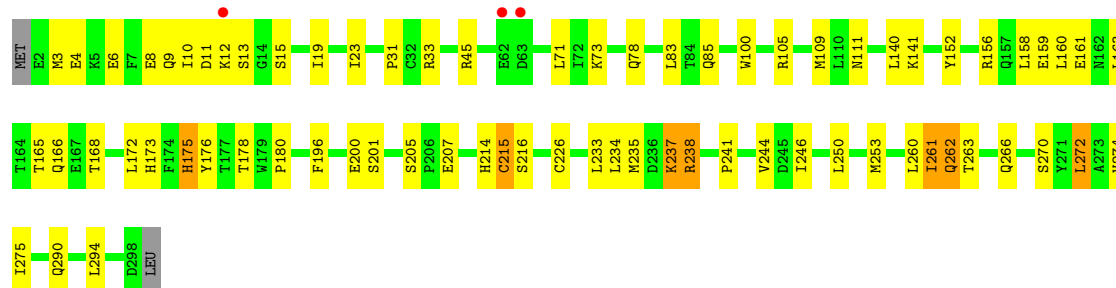 MET E2 M3 E4 K5 E6 F7 E8 Q9 I10 D11 K12 S13 G14 S15 I19 I23 P31 C32 R33 R45 E62 D63 L71 I72 K73 Q78 L83 T84 Q85 W100 R105 M109 L110 N111 L140 K141 Y152 R156 Q157 L158 E159 L160 E161 N162
T164 T165 Q166 E167 T168 L172 H173 F174 H175 Y176 T177 T178 W179 P180 F196 E200 S201 S205 P206 E207 H214 C215 S216 C226 L233 L234 M235 D236 K237 R238 P241 V244 D245 I246 L250 M253 L260 I261 Q262 T263 Q266 S270 Y271 L272 A273
I275 Q290 L294 D298 LEU